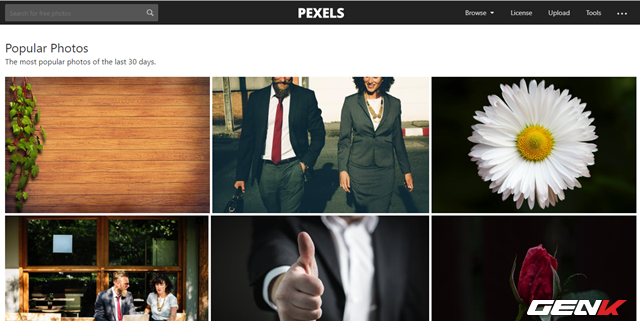 Search for free photos
PEXELS
Browse
License
Upload
Tools
Popular Photos
The most popular photos of the last 30 days.
GENK